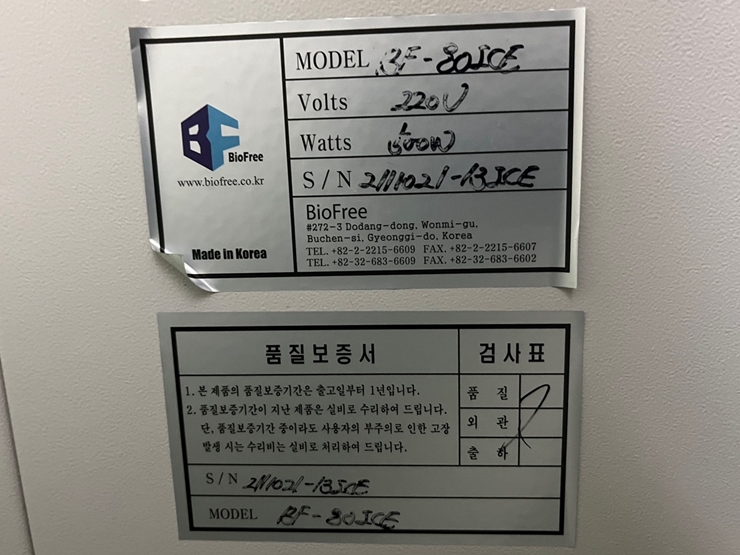 MODEL BF-80ICE
Volts 220V
Watts
S/N 211021-13ICE
BF
BioFree
www.biofree.co.kr
Made in Korea
BioFree
#272-3 Dodang-dong, Wonmi-gu,
Buchen-si, Gyeonggi-do, Korea
TEL. +82-2-2215-6609 FAX. +82-2-2215-6607
TEL. +82-32-683-6609 FAX. +82-32-683-6602
품질보증서
1. 본 제품의 품질보증기간은 출고일부터 1년입니다.
2. 품질보증기간이 지난 제품은 실비로 수리하여 드립니다.
단, 품질보증기간 중이라도 사용자의 부주의로 인한 고장
발생 시는 수리비는 실비로 처리하여 드립니다.
검사표
품 질
외 관
출 하
S/N 211021-13ICE
MODEL BF-80ICE